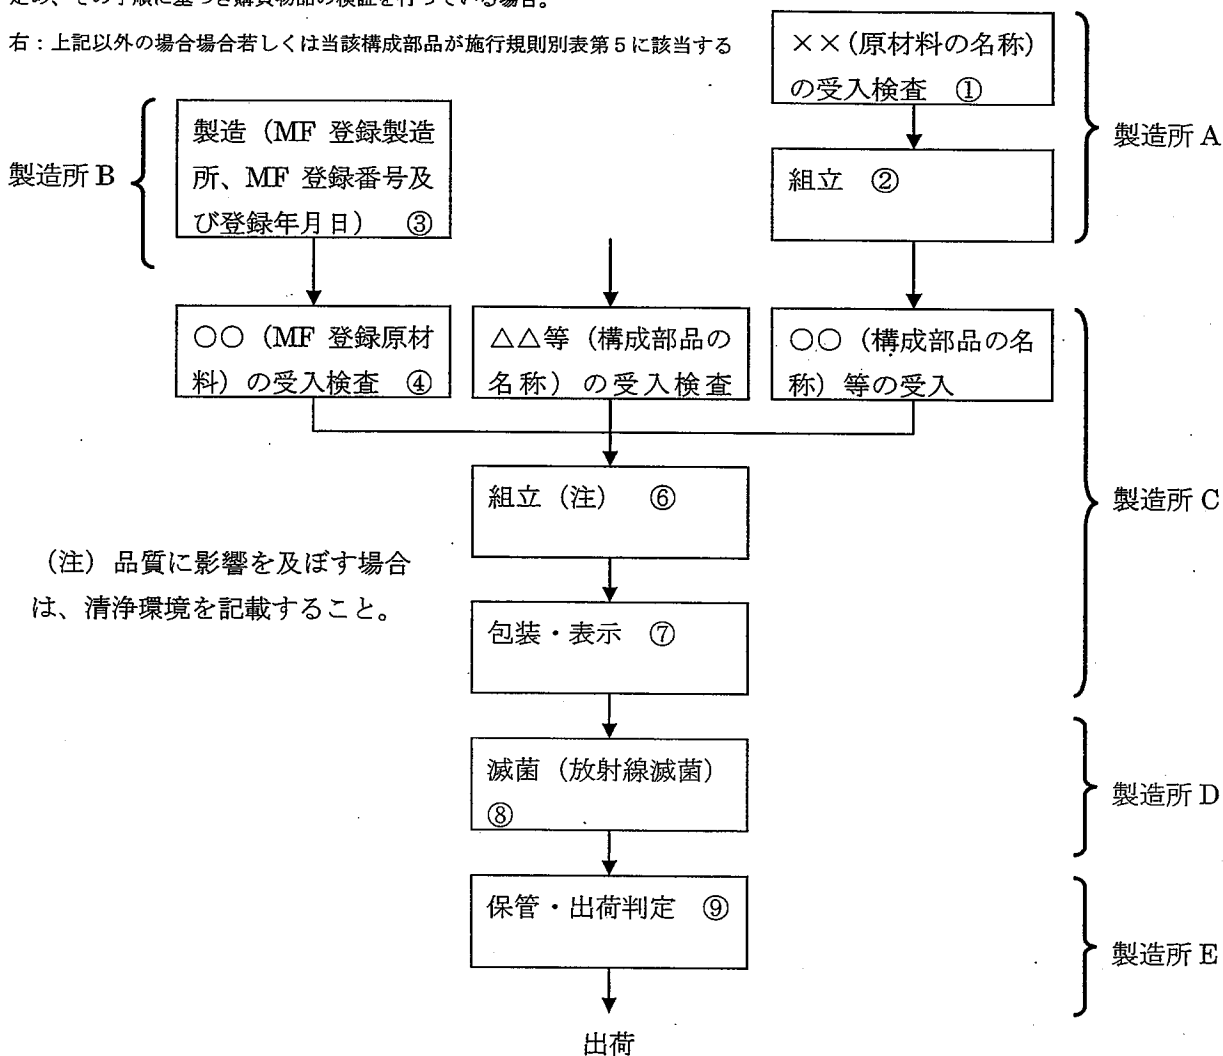 定め、その手順に基づき購買物品の検証を行っている場合。
右：上記以外の場合場合若しくは当該構成部品が施行規則別表第５に該当する
××(原材料の名称)
の受入検査　①
製造所 A
組立　②
製造所 B
製造（MF 登録製造
所、MF 登録番号及
び登録年月日）　③
○○（MF 登録原材
料）の受入検査　④
△△等（構成部品の
名称）の受入検査
○○（構成部品の名
称）等の受入
組立（注）　⑥
製造所 C
（注）品質に影響を及ぼす場合
は、清浄環境を記載すること。
包装・表示　⑦
滅菌（放射線滅菌）
⑧
製造所 D
保管・出荷判定　⑨
製造所 E
出荷